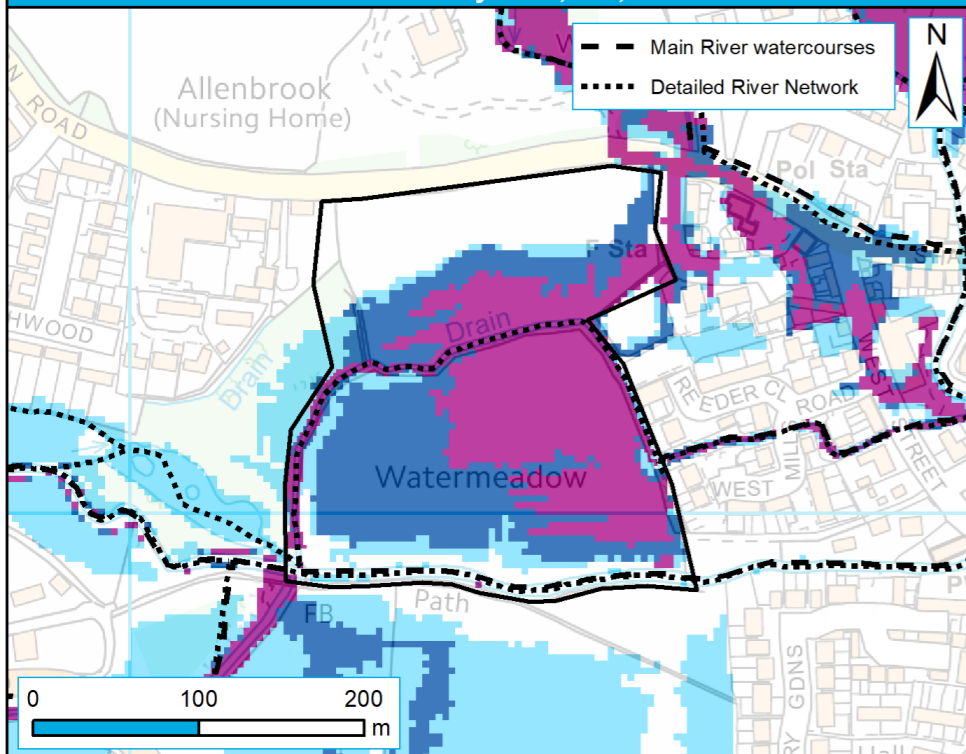 Main River watercourses
Detailed River Network
N
Allenbrook
(Nursing Home)
ROAD
Pol Sta
F Sta
Drain
Drain
Watermeadow
ROAD
WEST
MILL
WEST
STREET
Path
FB
GDNS
0 100 200
m